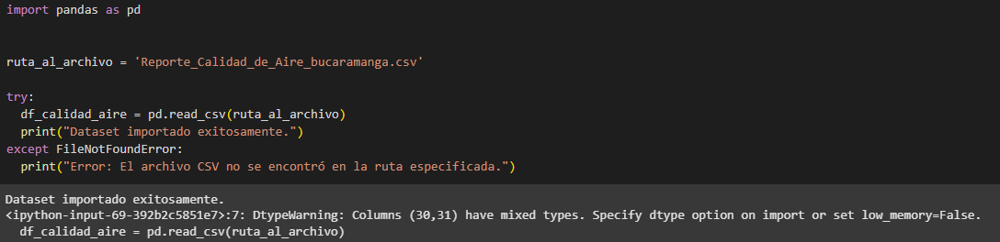 import pandas as pd
ruta_al_archivo = 'Reporte_Calidad_de_Aire_bucaramanga.csv'
try:
  df_calidad_aire = pd.read_csv(ruta_al_archivo)
  print("Dataset importado exitosamente.")
except FileNotFoundError:
  print("Error: El archivo CSV no se encontró en la ruta especificada.")
Dataset importado exitosamente.
<ipython-input-69-392b2c5851e7>:7: DtypeWarning: Columns (30,31) have mixed types. Specify dtype option on import or set low_memory=False.
  df_calidad_aire = pd.read_csv(ruta_al_archivo)